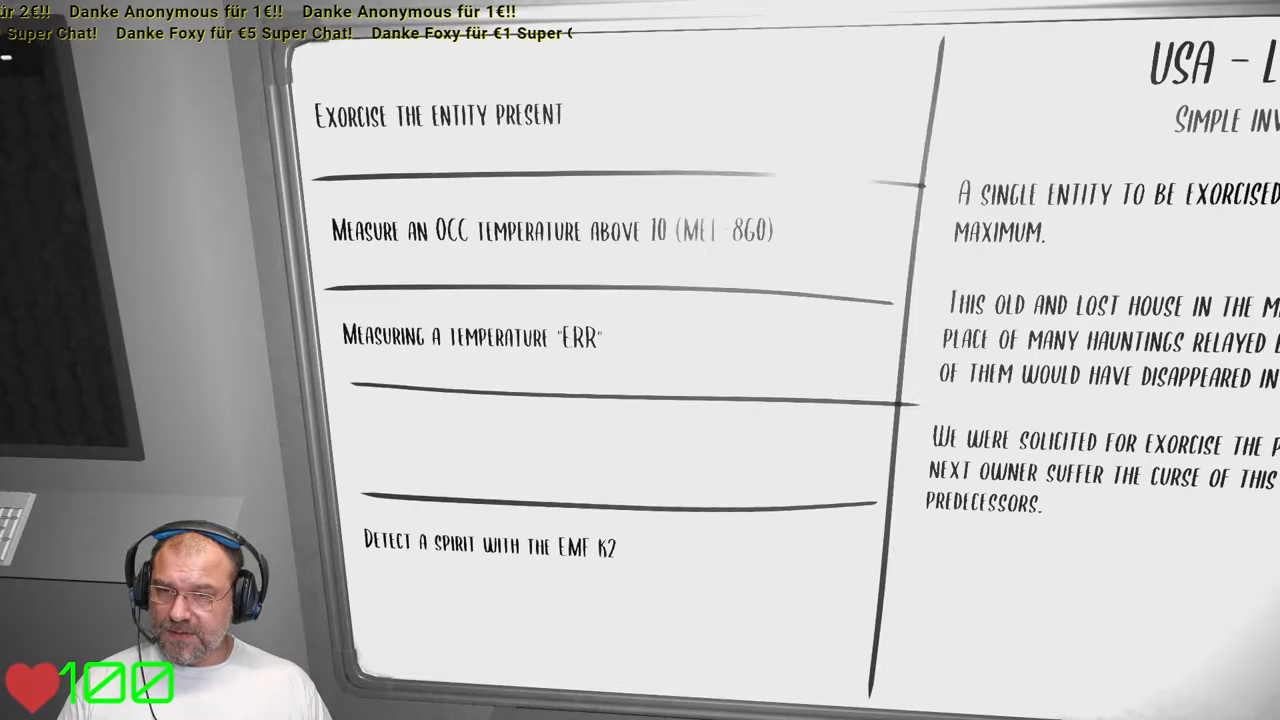 ür 2€!! Danke Anonymous für 1€!! Danke Anonymous für 1€!!
Super Chat! Danke Foxy für €5 Super Chat! Danke Foxy für €1 Super (
EXORCISE THE ENTITY PRESENT
MEASURE AN OCC TEMPERATURE ABOVE 10 (MET-860)
MEASURING A TEMPERATURE "ERR"
DETECT A SPIRIT WITH THE EMF K2
USA - L
SIMPLE INV
A SINGLE ENTITY TO BE EXORCISED
MAXIMUM.
THIS OLD AND LOST HOUSE IN THE M
PLACE OF MANY HAUNTINGS RELAYED
OF THEM WOULD HAVE DISAPPEARED IN
WE WERE SOLICITED FOR EXORCISE THE P
NEXT OWNER SUFFER THE CURSE OF THIS
PREDECESSORS.
100